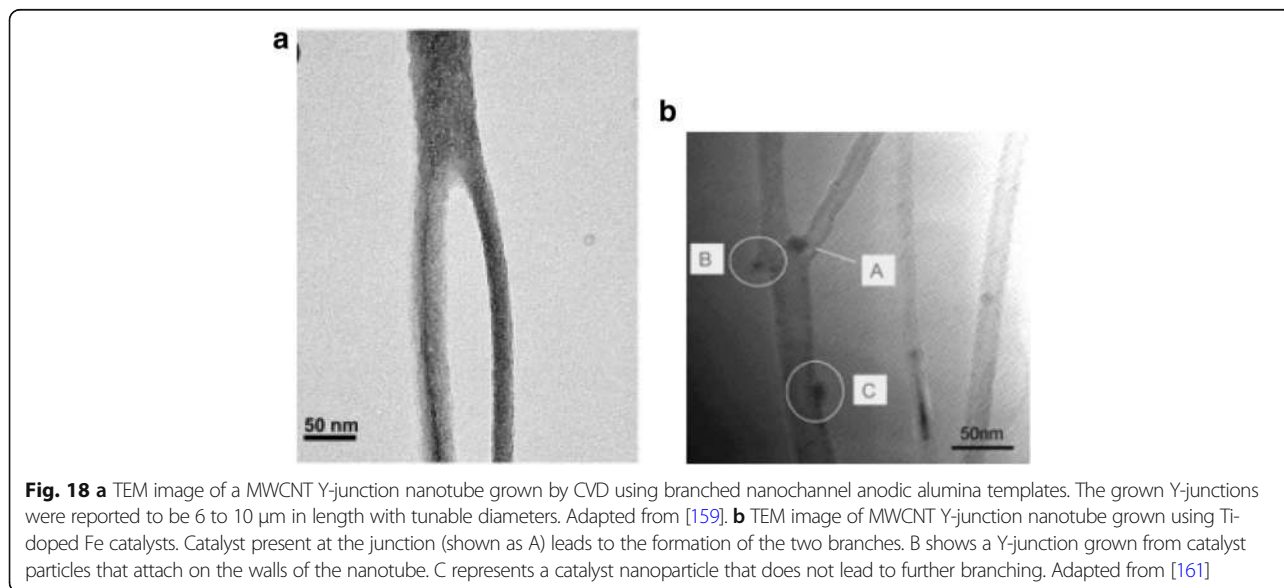 a
50 nm
b
B
A
C
50nm
Fig. 18 a TEM image of a MWCNT Y-junction nanotube grown by CVD using branched nanochannel anodic alumina templates. The grown Y-junctions
were reported to be 6 to 10 μm in length with tunable diameters. Adapted from [159]. b TEM image of MWCNT Y-junction nanotube grown using Ti-
doped Fe catalysts. Catalyst present at the junction (shown as A) leads to the formation of the two branches. B shows a Y-junction grown from catalyst
particles that attach on the walls of the nanotube. C represents a catalyst nanoparticle that does not lead to further branching. Adapted from [161]